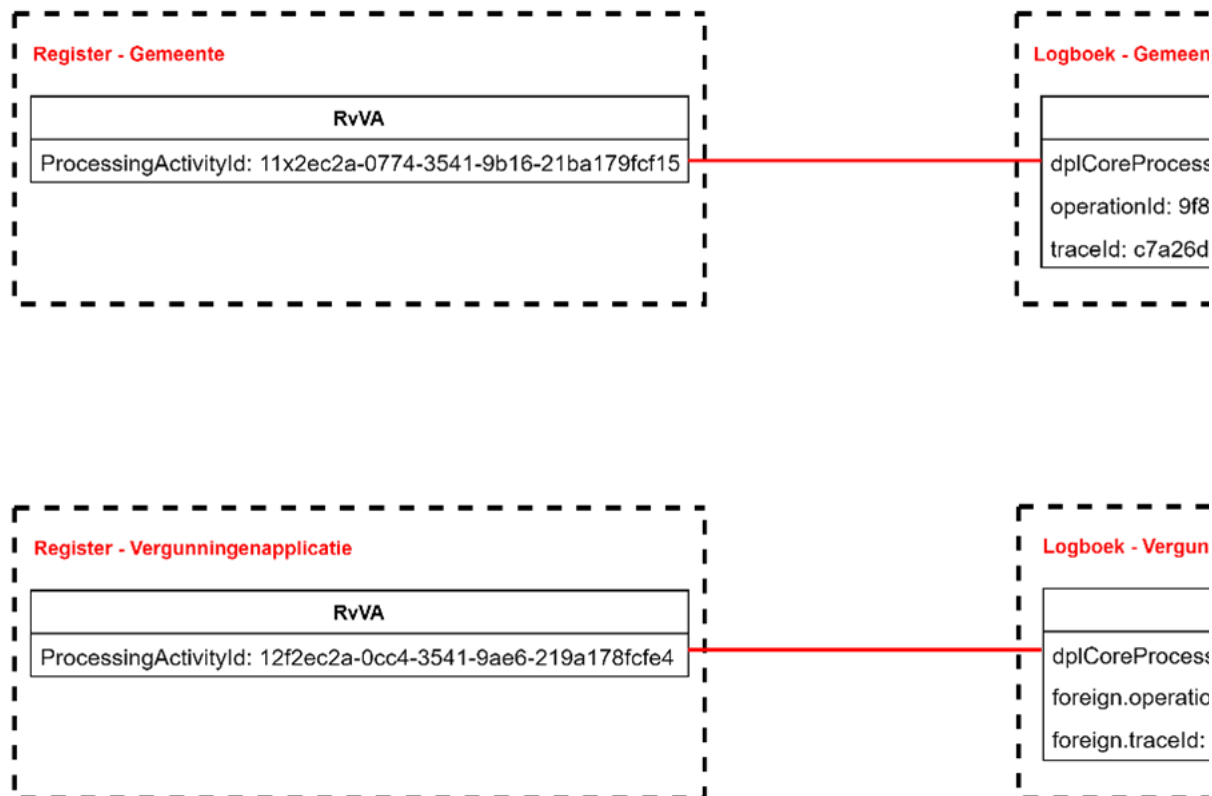 Register - Gemeente
RvVA
ProcessingActivityId: 11x2ec2a-0774-3541-9b16-21ba179fcf15
Logboek - Gemeen
dplCoreProcess
operationId: 9f8
traceId: c7a26d
Register - Vergunningenapplicatie
RvVA
ProcessingActivityId: 12f2ec2a-0cc4-3541-9ae6-219a178fcfe4
Logboek - Vergun
dplCoreProcess
foreign.operatio
foreign.traceId: